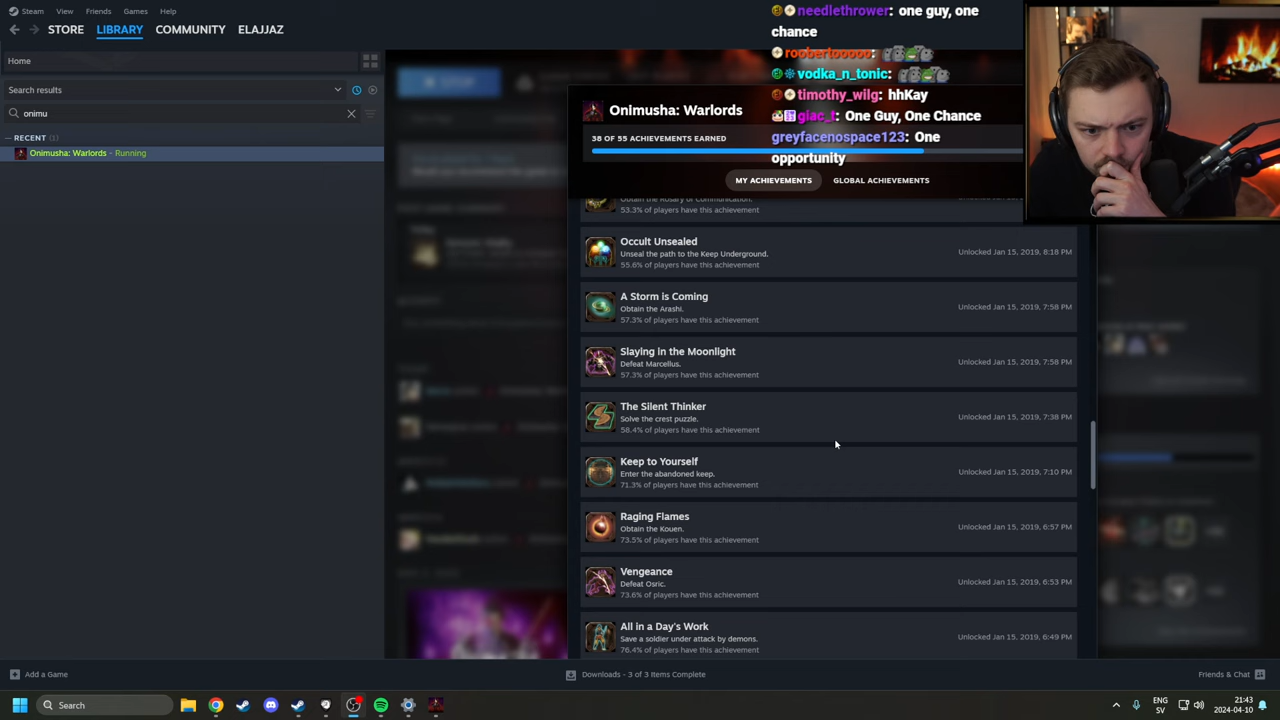 Steam View Friends Games Help
STORE LIBRARY COMMUNITY ELAJJAZ
Home
Search results
onimu
RECENT (1)
Onimusha: Warlords - Running
Onimusha: Warlords
38 OF 55 ACHIEVEMENTS EARNED
MY ACHIEVEMENTS GLOBAL ACHIEVEMENTS
Obtain the Rosary of Communication.
53.3% of players have this achievement
Occult Unsealed
Unseal the path to the Keep Underground.
55.6% of players have this achievement
Unlocked Jan 15, 2019, 8:18 PM
A Storm is Coming
Obtain the Arashi.
57.3% of players have this achievement
Unlocked Jan 15, 2019, 7:58 PM
Slaying in the Moonlight
Defeat Marcellus.
57.3% of players have this achievement
Unlocked Jan 15, 2019, 7:58 PM
The Silent Thinker
Solve the crest puzzle.
58.4% of players have this achievement
Unlocked Jan 15, 2019, 7:38 PM
Keep to Yourself
Enter the abandoned keep.
71.3% of players have this achievement
Unlocked Jan 15, 2019, 7:10 PM
Raging Flames
Obtain the Kouen.
73.5% of players have this achievement
Unlocked Jan 15, 2019, 6:57 PM
Vengeance
Defeat Osric.
73.6% of players have this achievement
Unlocked Jan 15, 2019, 6:53 PM
All in a Day's Work
Save a soldier under attack by demons.
76.4% of players have this achievement
Unlocked Jan 15, 2019, 6:49 PM
needlethrower: one guy, one
chance
roobertooooo:
vodka_n_tonic:
timothy_wilg: hhKay
giac_t: One Guy, One Chance
greyfacenospace123: One
opportunity
Add a Game
Downloads - 3 of 3 Items Complete
Friends & Chat
Search
ENG
SV
21:43
2024-04-10